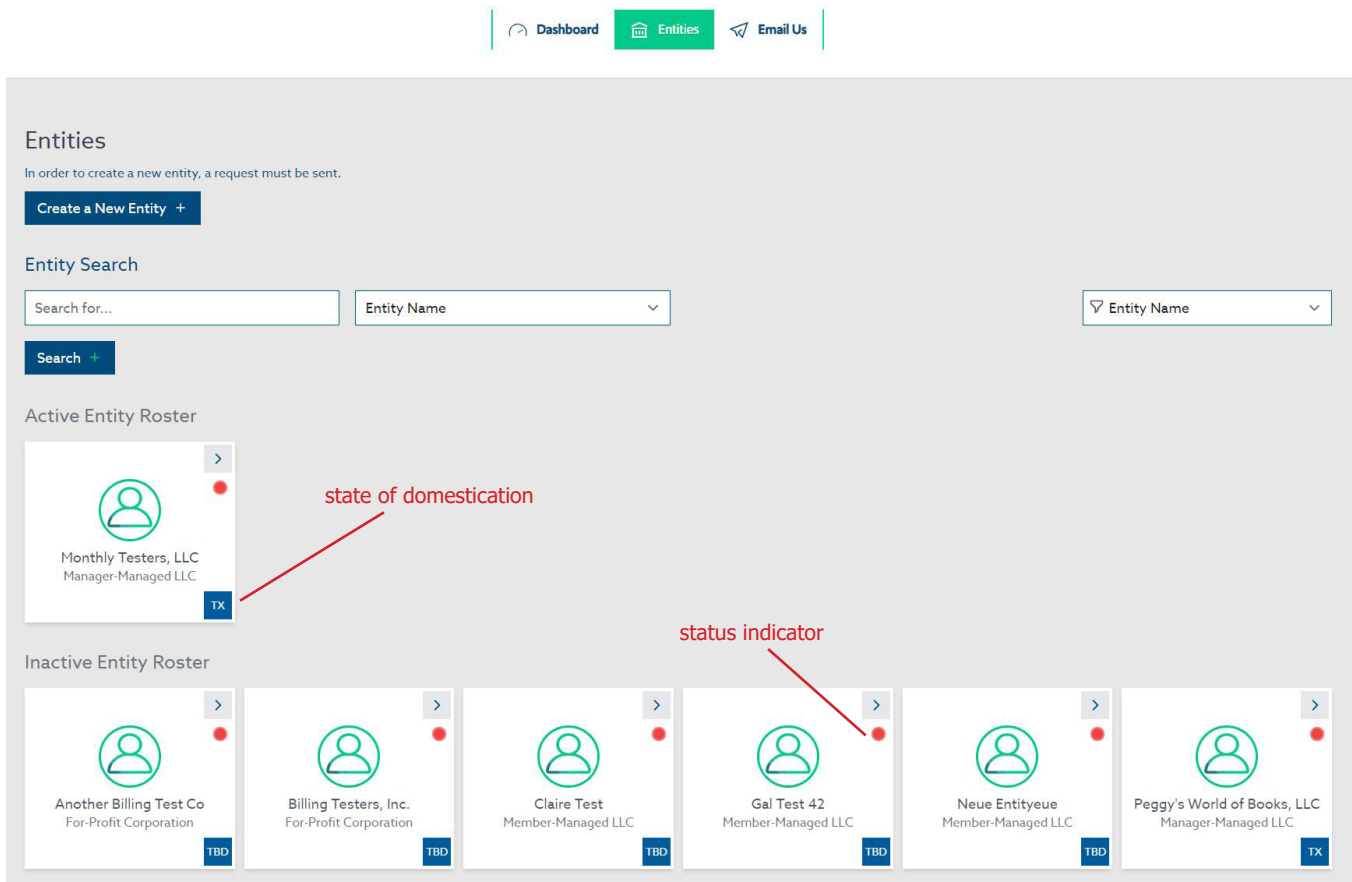 Dashboard
Entities
Email Us
Entities
In order to create a new entity, a request must be sent.
Create a New Entity +
Entity Search
Search for...
Entity Name
Entity Name
Search +
Active Entity Roster
state of domestication
Monthly Testers, LLC
Manager-Managed LLC
TX
status indicator
Inactive Entity Roster
Another Billing Test Co
For-Profit Corporation
TBD
Billing Testers, Inc.
For-Profit Corporation
TBD
Claire Test
Member-Managed LLC
TBD
Gal Test 42
Member-Managed LLC
TBD
Neue Entityeue
Member-Managed LLC
TBD
Peggy's World of Books, LLC
Manager-Managed LLC
TX